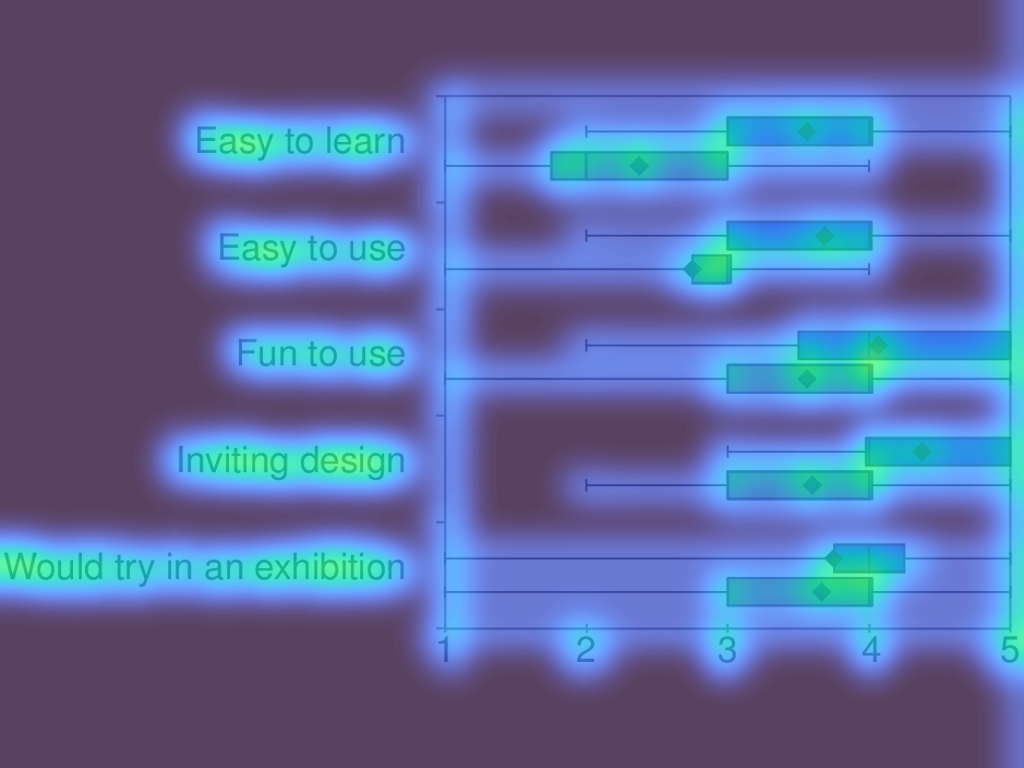 Easy to learn
Easy to use
Fun to use
Inviting design
Would try in an exhibition
1 2 3 4 5